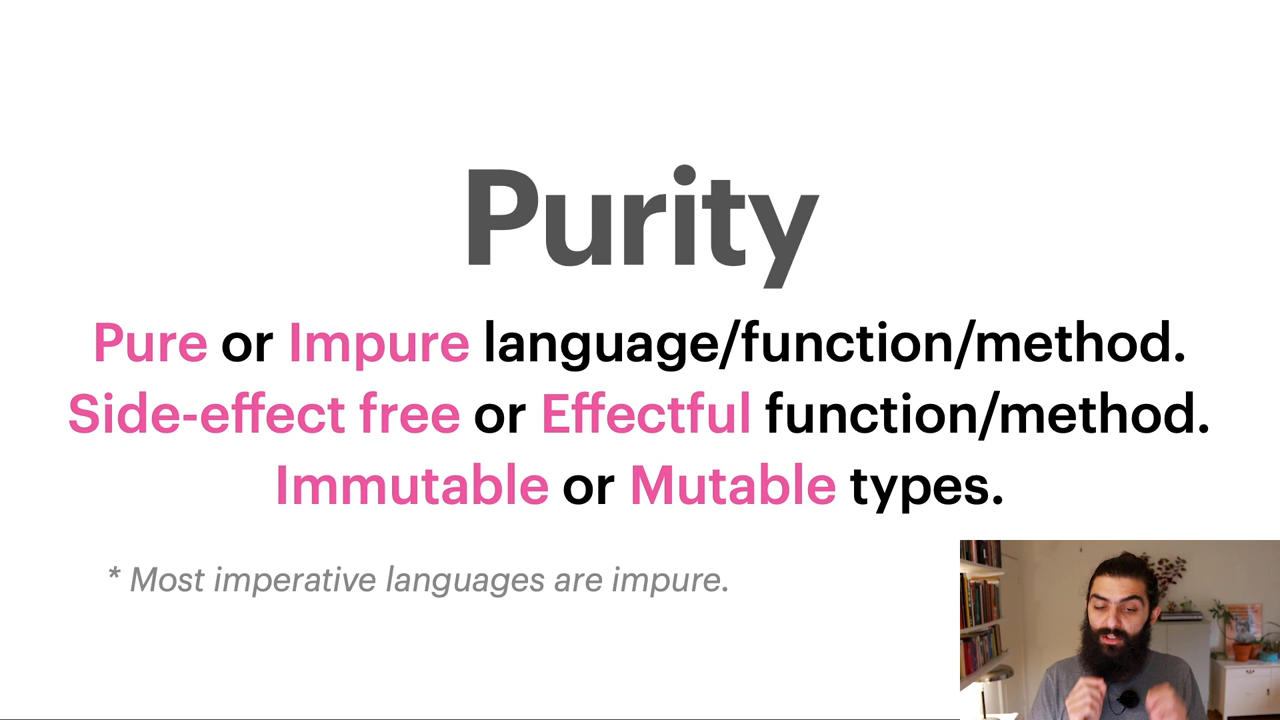 Purity
Pure or Impure language/function/method.
Side-effect free or Effectful function/method.
Immutable or Mutable types.
* Most imperative languages are impure.